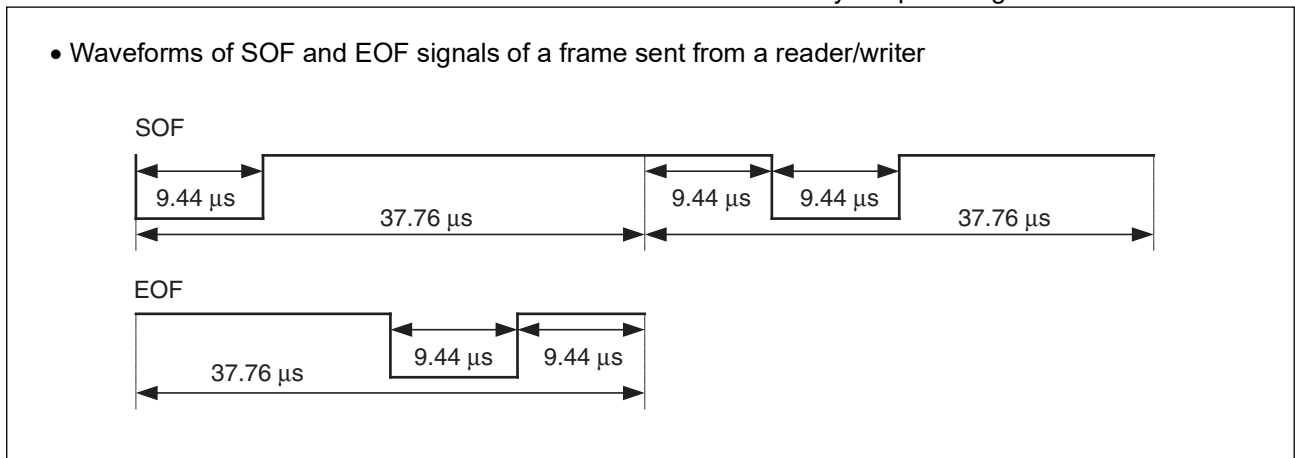 • Waveforms of SOF and EOF signals of a frame sent from a reader/writer
SOF
9.44 μs
9.44 μs
9.44 μs
37.76 μs
37.76 μs
EOF
9.44 μs
9.44 μs
37.76 μs